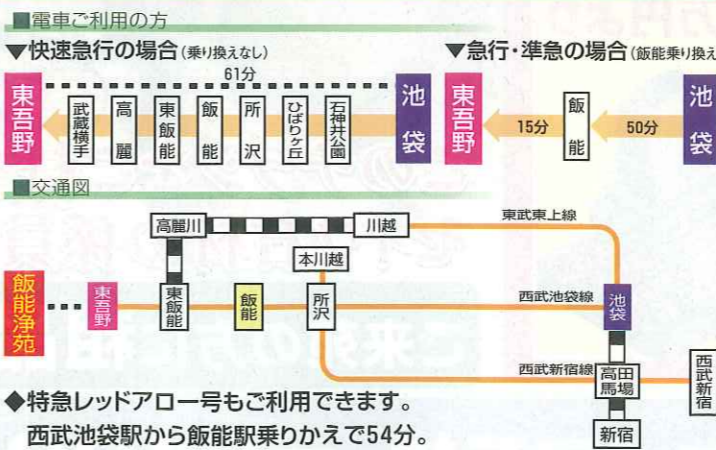 ■電車ご利用の方
▼快速急行の場合(乗り換えなし)
61分
東吾野
武蔵横手
高麗
東飯能
飯能
所沢
ひばりヶ丘
石神井公園
池袋
▼急行・準急の場合(飯能乗り換え
東吾野
15分
飯能
50分
池袋
■交通図
高麗川
川越
東武東上線
本川越
飯能浄苑
東吾野
東飯能
飯能
所沢
西武池袋線
池袋
西武新宿線
高田馬場
西武新宿
新宿
◆特急レッドアロー号もご利用できます。
西武池袋駅から飯能駅乗りかえで54分。